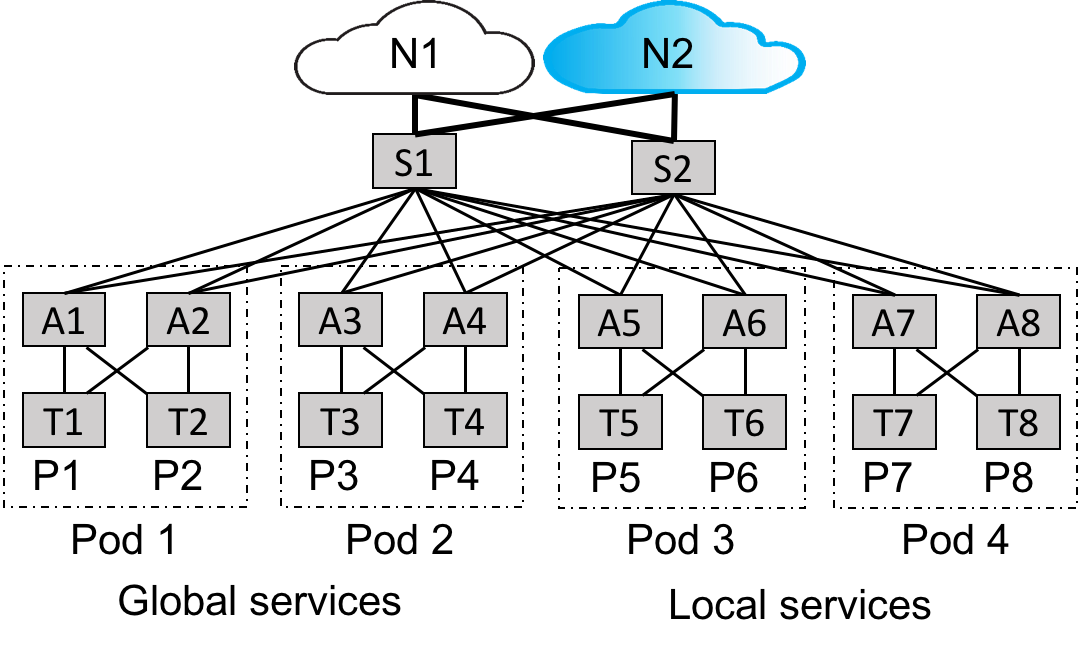 N1 N2
S1 S2
A1 A2 A3 A4 A5 A6 A7 A8
T1 T2 T3 T4 T5 T6 T7 T8
P1 P2 P3 P4 P5 P6 P7 P8
Pod 1 Pod 2 Pod 3 Pod 4
Global services Local services